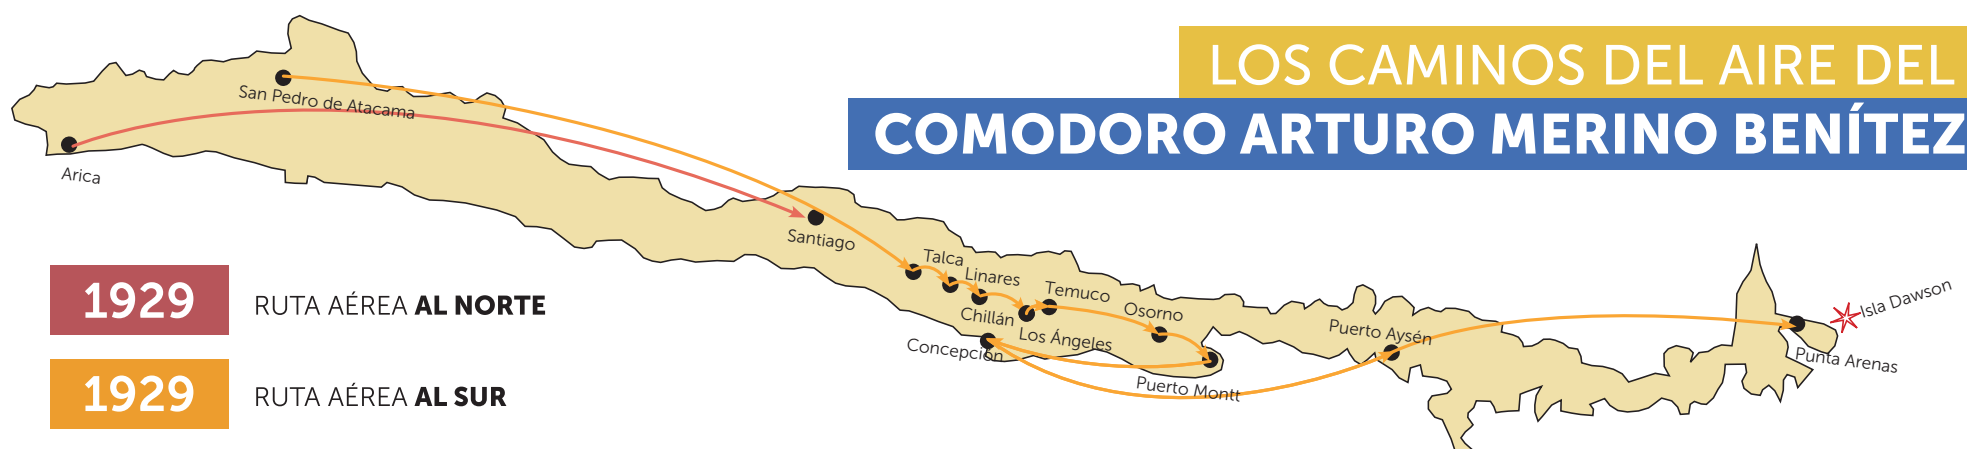 LOS CAMINOS DEL AIRE DEL
COMODORO ARTURO MERINO BENÍTEZ
San Pedro de Atacama
Arica
Santiago
Talca
Linares
Chillán
Temuco
Los Ángeles
Concepción
Osorno
Puerto Montt
Puerto Aysén
Punta Arenas
Isla Dawson
1929 RUTA AÉREA AL NORTE
1929 RUTA AÉREA AL SUR